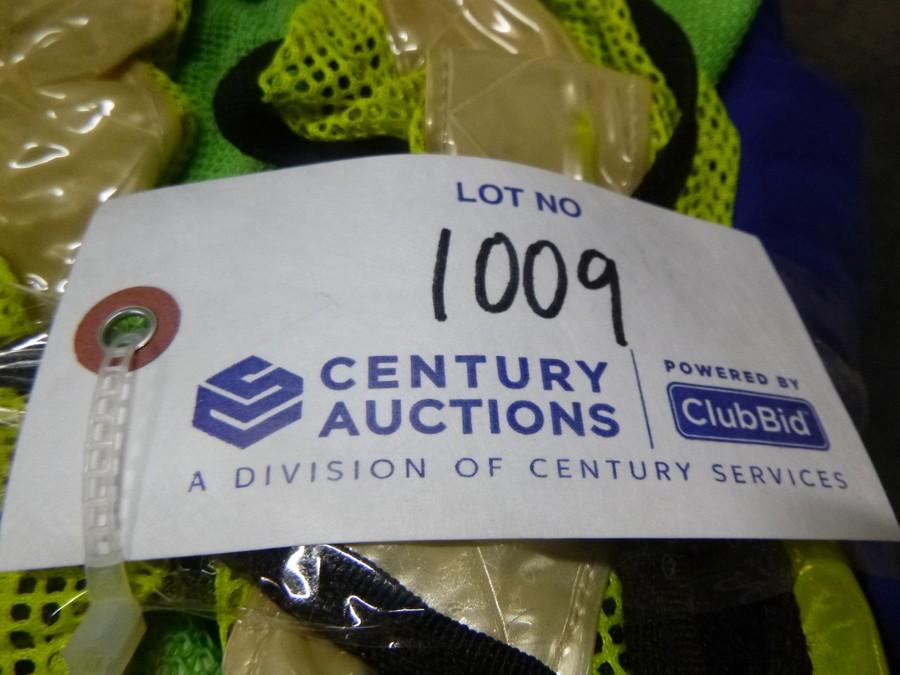 LOT NO
1009
CENTURY
AUCTIONS
POWERED BY
ClubBid
A DIVISION OF CENTURY SERVICES